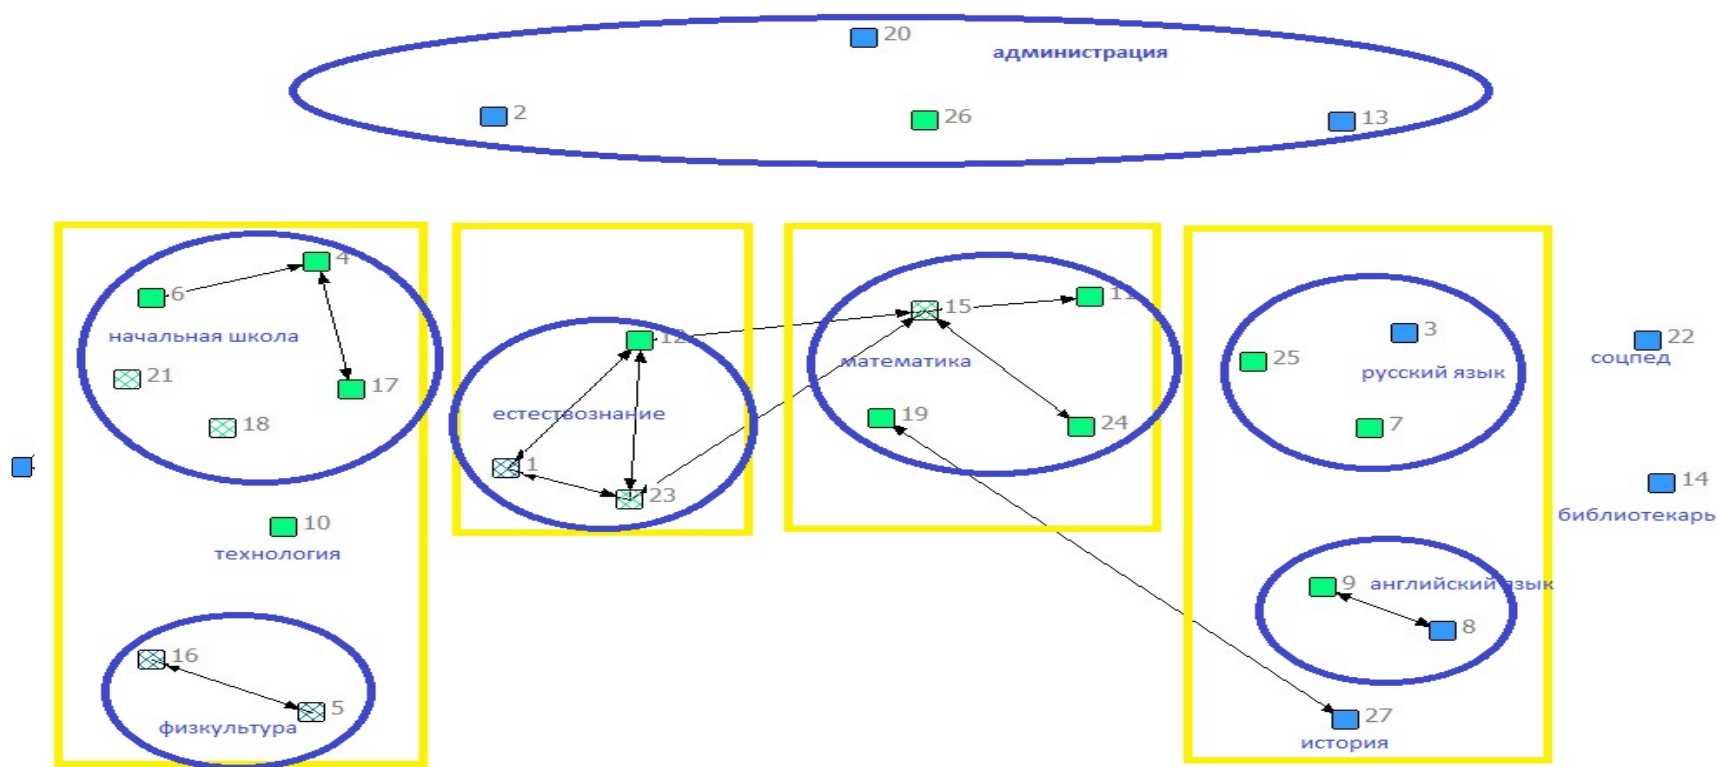 20
администрация
2
26
13
4
6
начальная школа
21
17
18
10
технология
16
5
физкультура
12
естествознание
1
23
15
11
математика
19
24
3
25
русский язык
7
22
соцпед
14
библиотекарь
9
английский язык
8
27
история